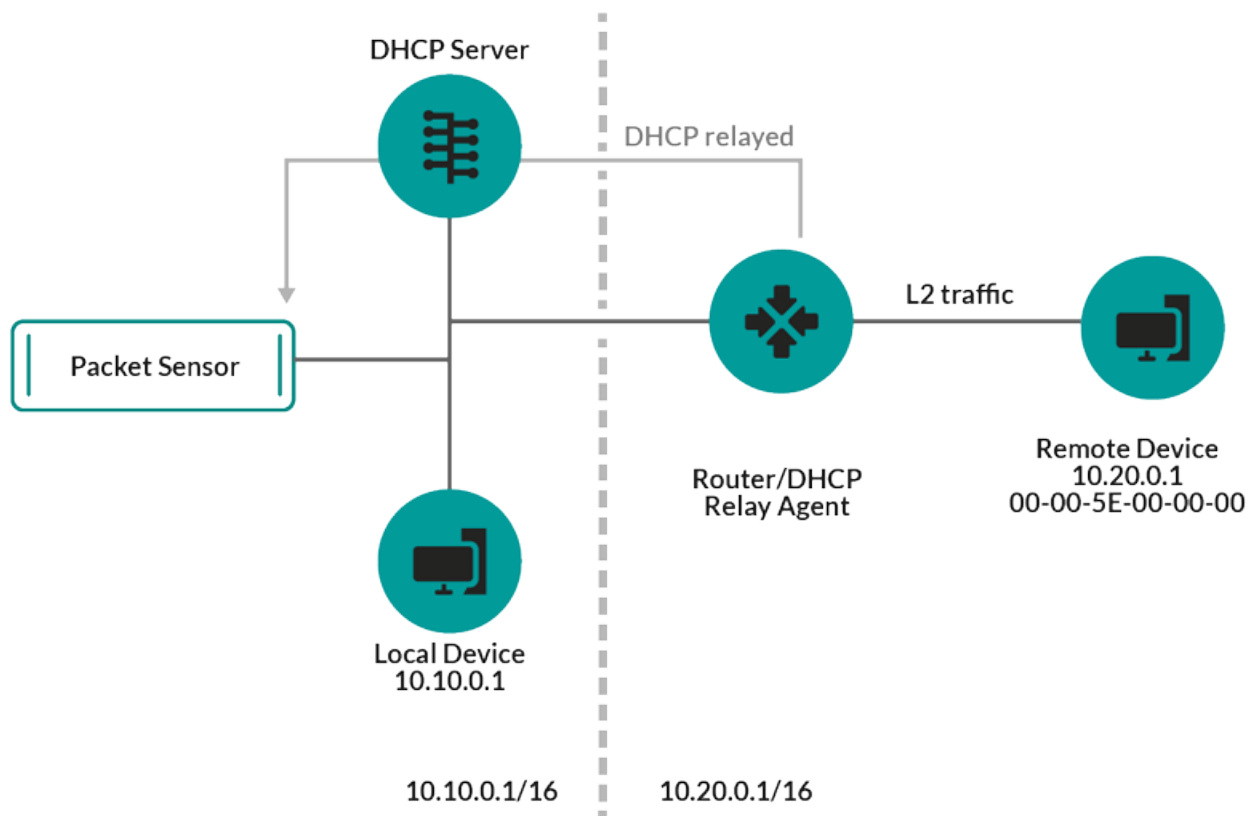 DHCP Server
DHCP relayed
L2 traffic
Packet Sensor
Router/DHCP
Relay Agent
Remote Device
10.20.0.1
00-00-5E-00-00-00
Local Device
10.10.0.1
10.10.0.1/16
10.20.0.1/16